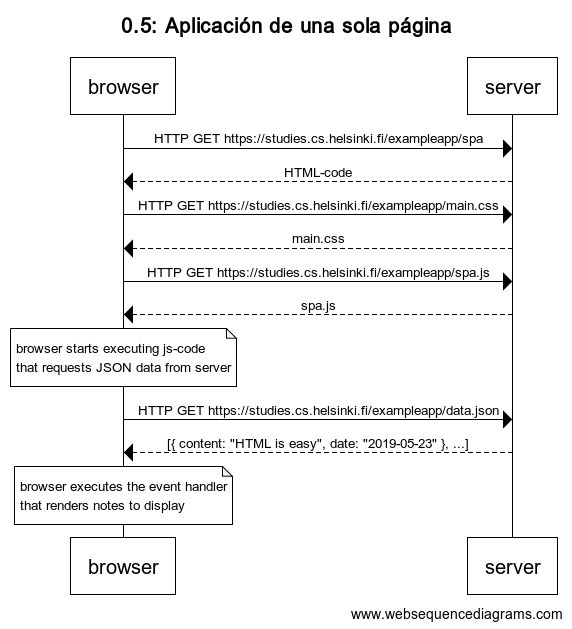 0.5: Aplicación de una sola página
browser
server
HTTP GET https://studies.cs.helsinki.fi/exampleapp/spa
HTML-code
HTTP GET https://studies.cs.helsinki.fi/exampleapp/main.css
main.css
HTTP GET https://studies.cs.helsinki.fi/exampleapp/spa.js
spa.js
browser starts executing js-code
that requests JSON data from server
HTTP GET https://studies.cs.helsinki.fi/exampleapp/data.json
[{ content: "HTML is easy", date: "2019-05-23" }, ...]
browser executes the event handler
that renders notes to display
browser
server
www.websequencediagrams.com